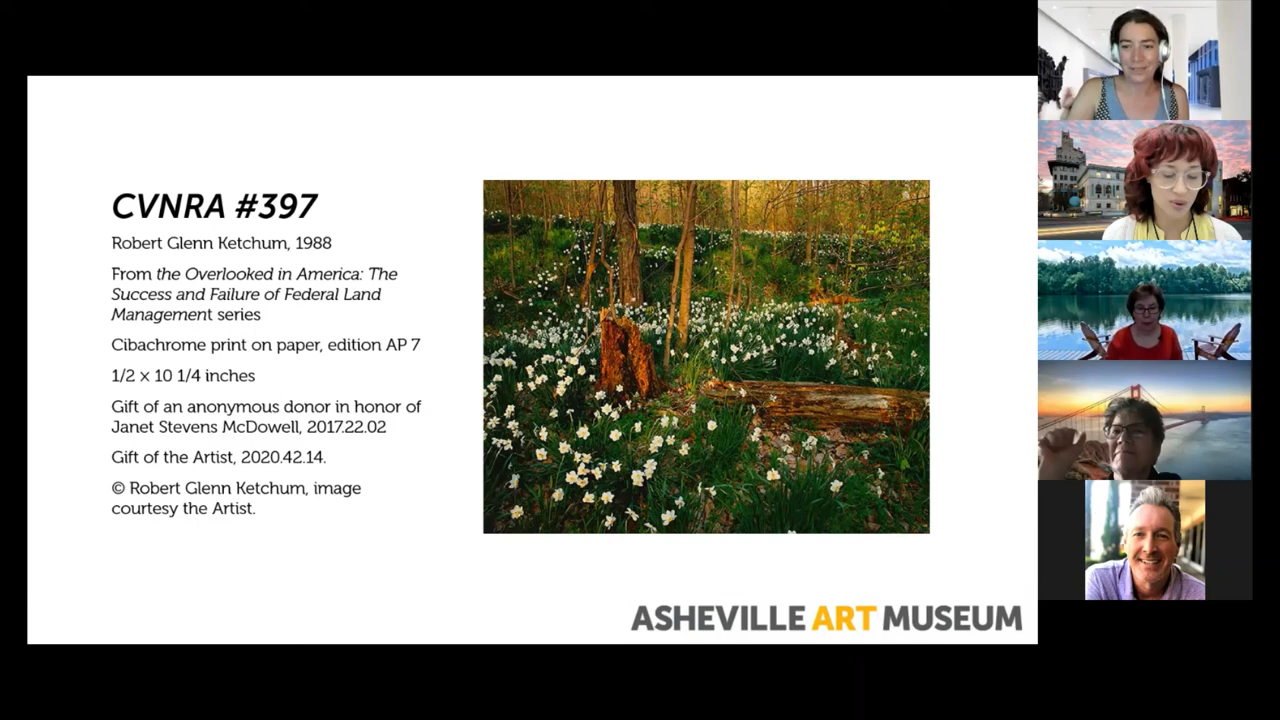 CVNRA #397
Robert Glenn Ketchum, 1988
From the Overlooked in America: The
Success and Failure of Federal Land
Management series
Cibachrome print on paper, edition AP 7
1/2 × 10 1/4 inches
Gift of an anonymous donor in honor of
Janet Stevens McDowell, 2017.22.02
Gift of the Artist, 2020.42.14.
© Robert Glenn Ketchum, image
courtesy the Artist.
ASHEVILLE ART MUSEUM